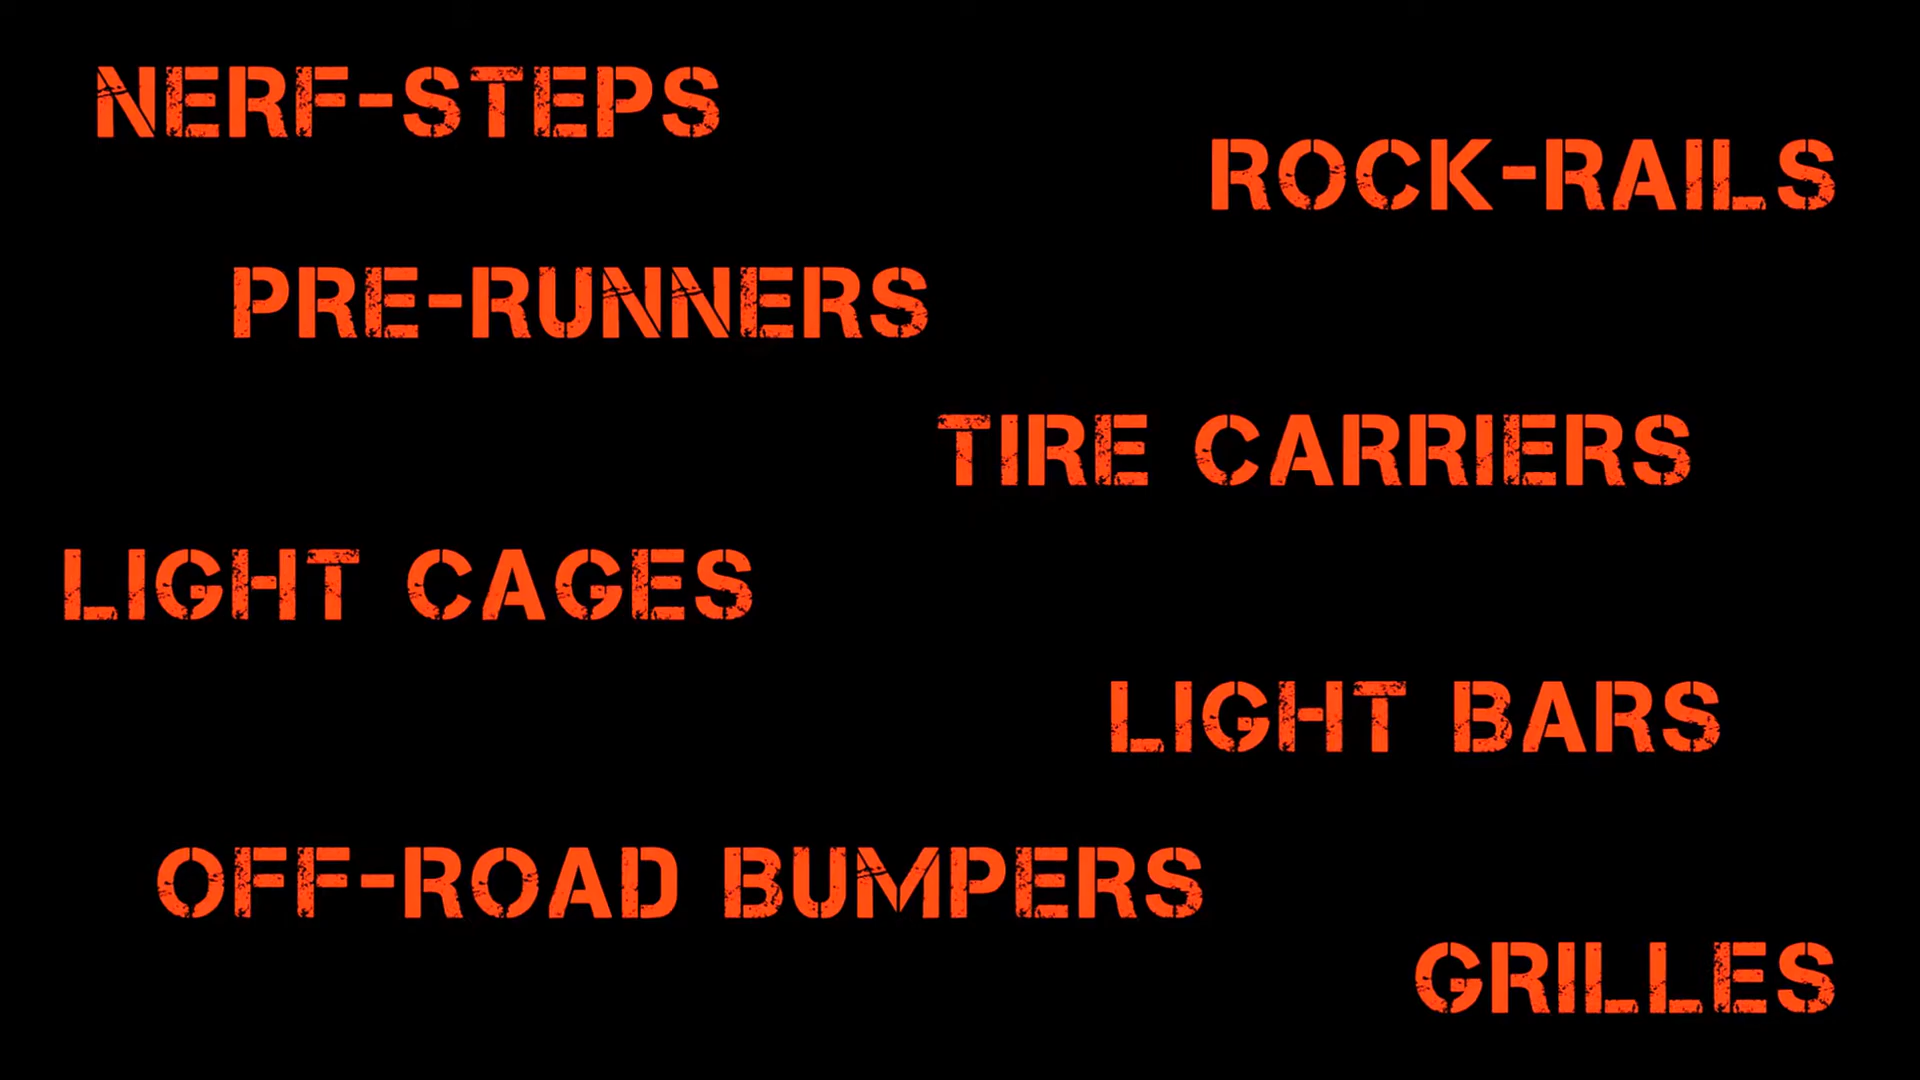 NERF-STEPS
ROCK-RAILS
PRE-RUNNERS
TIRE CARRIERS
LIGHT CAGES
LIGHT BARS
OFF-ROAD BUMPERS
GRILLES